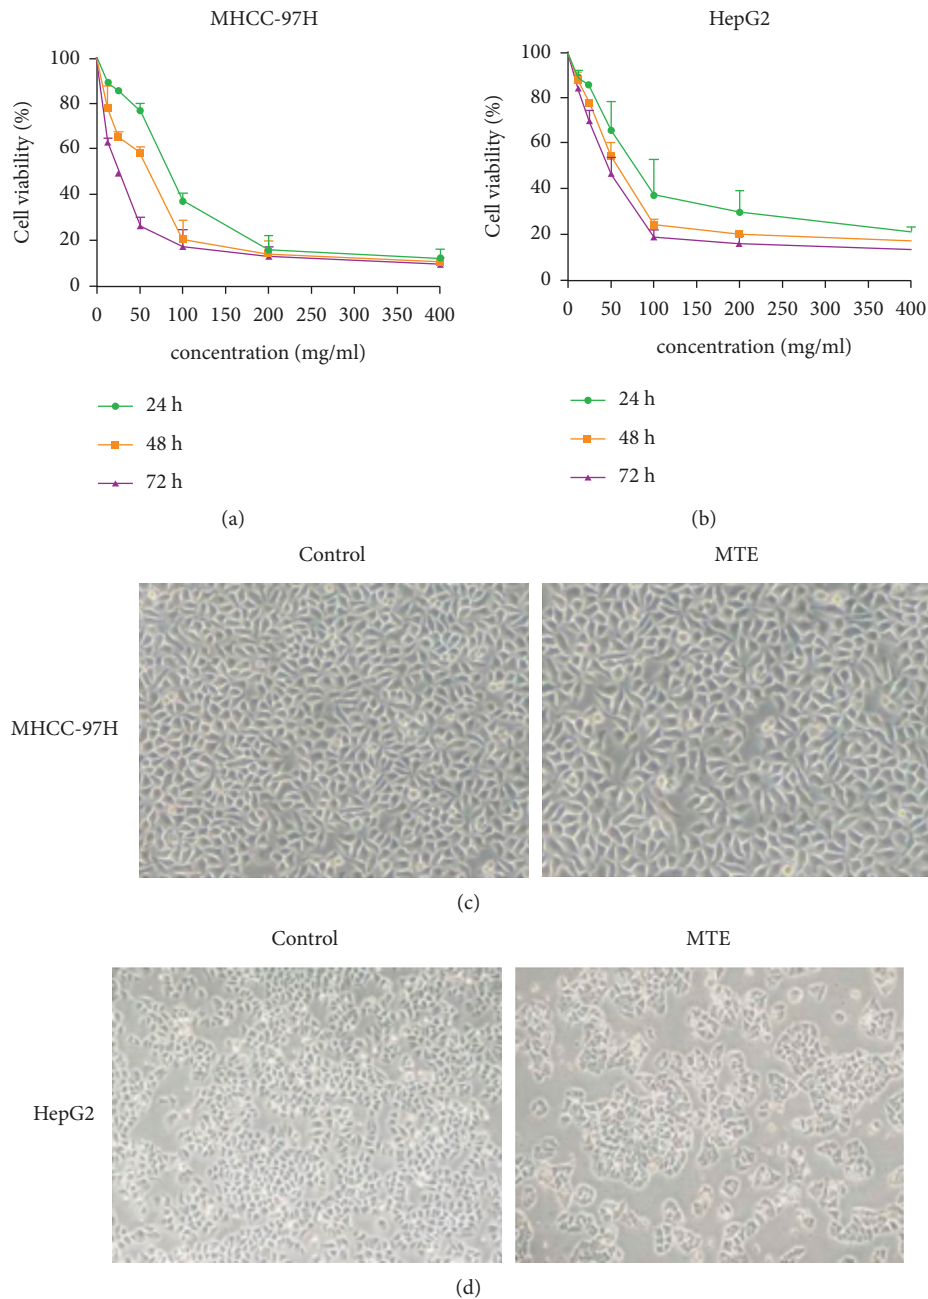 MHCC-97H
Cell viability (%)
100
80
60
40
20
0
0 50 100 150 200 250 300 350 400
concentration (mg/ml)
24 h
48 h
72 h
(a)
HepG2
Cell viability (%)
100
80
60
40
20
0
0 50 100 150 200 250 300 350 400
concentration (mg/ml)
24 h
48 h
72 h
(b)
Control MTE
MHCC-97H
(c)
Control MTE
HepG2
(d)